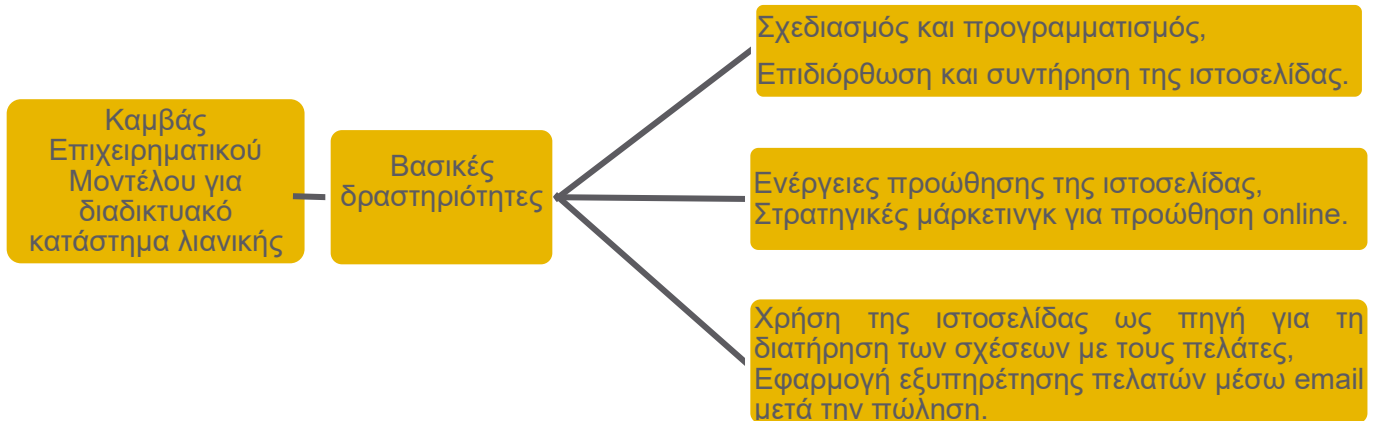 Καμβάς
Επιχειρηματικού
Μοντέλου για
διαδικτυακό
κατάστημα λιανικής
Βασικές
δραστηριότητες
Σχεδιασμός και προγραμματισμός,
Επιδιόρθωση και συντήρηση της ιστοσελίδας.
Ενέργειες προώθησης της ιστοσελίδας,
Στρατηγικές μάρκετινγκ για προώθηση online.
Χρήση της ιστοσελίδας ως πηγή για τη
διατήρηση των σχέσεων με τους πελάτες,
Εφαρμογή εξυπηρέτησης πελατών μέσω email
μετά την πώληση.